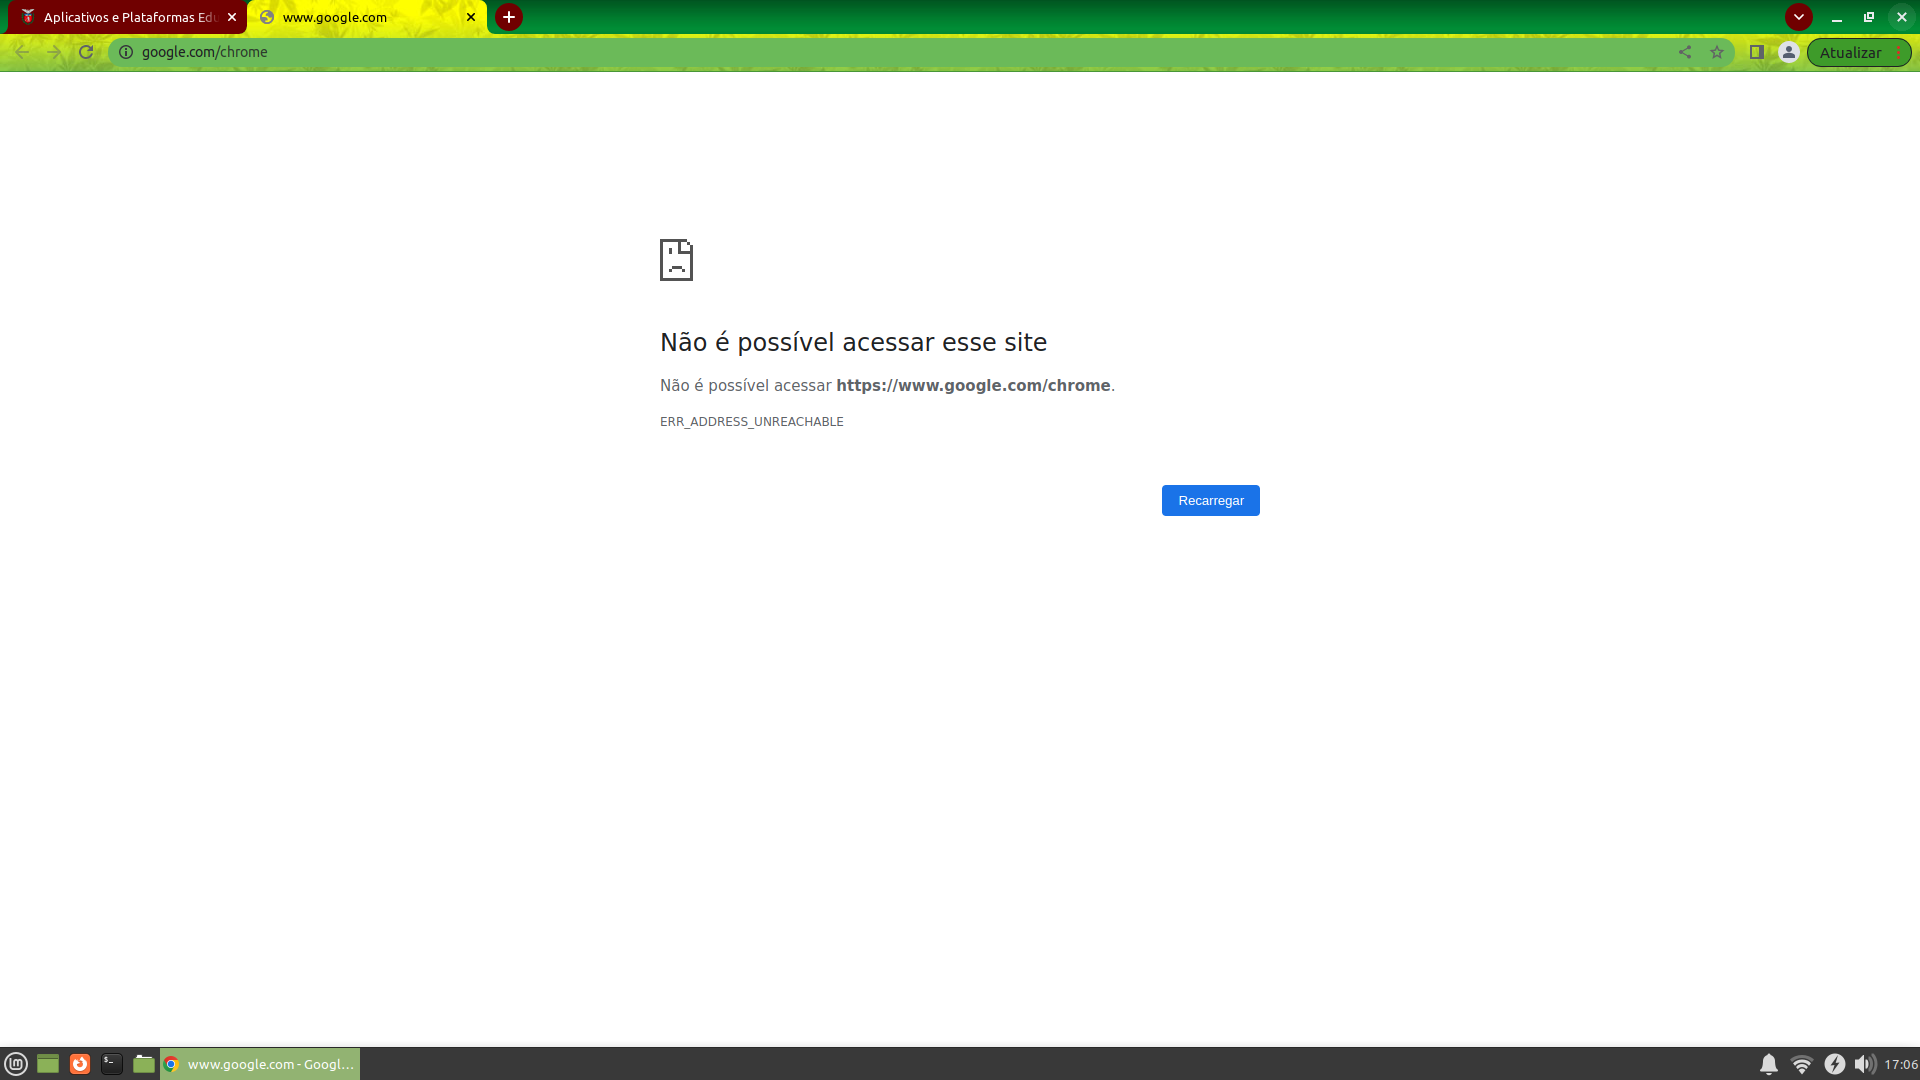 Aplicativos e Plataformas Edu
www.google.com
google.com/chrome
Atualizar
Não é possível acessar esse site
Não é possível acessar https://www.google.com/chrome.
ERR_ADDRESS_UNREACHABLE
Recarregar
www.google.com - Googl...
17:06